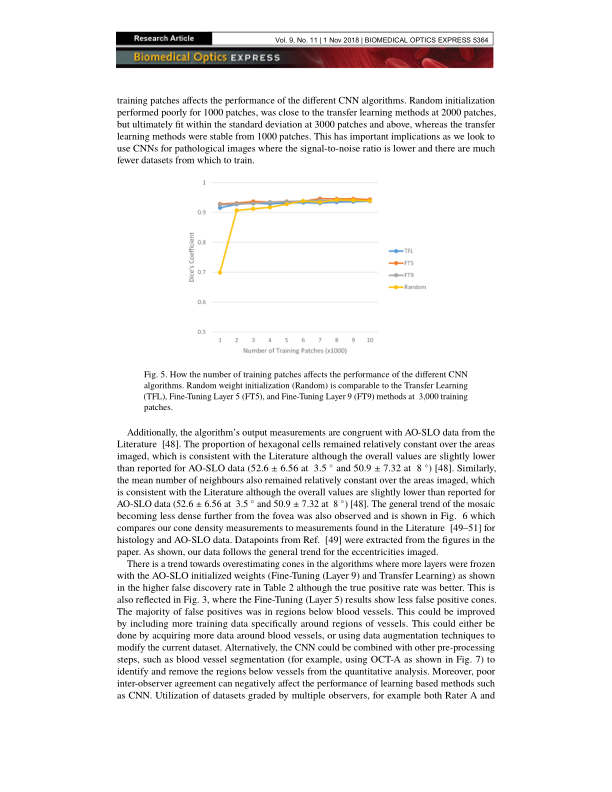 Research Article
Vol. 9, No. 11 | 1 Nov 2018 | BIOMEDICAL OPTICS EXPRESS 5364
Biomedical Optics EXPRESS
training patches affects the performance of the different CNN algorithms. Random initialization
performed poorly for 1000 patches, was close to the transfer learning methods at 2000 patches,
but ultimately fit within the standard deviation at 3000 patches and above, whereas the transfer
learning methods were stable from 1000 patches. This has important implications as we look to
use CNNs for pathological images where the signal-to-noise ratio is lower and there are much
fewer datasets from which to train.
1
0.9
0.8
0.7
0.6
0.5
Dice's Coefficient
1 2 3 4 5 6 7 8 9 10
Number of Training Patches (x1000)
TFL
FT5
FT9
Random
Fig. 5. How the number of training patches affects the performance of the different CNN
algorithms. Random weight initialization (Random) is comparable to the Transfer Learning
(TFL), Fine-Tuning Layer 5 (FT5), and Fine-Tuning Layer 9 (FT9) methods at 3,000 training
patches.
Additionally, the algorithm's output measurements are congruent with AO-SLO data from the
Literature [48]. The proportion of hexagonal cells remained relatively constant over the areas
imaged, which is consistent with the Literature although the overall values are slightly lower
than reported for AO-SLO data (52.6 ± 6.56 at 3.5 ° and 50.9 ± 7.32 at 8 °) [48]. Similarly,
the mean number of neighbours also remained relatively constant over the areas imaged, which
is consistent with the Literature although the overall values are slightly lower than reported for
AO-SLO data (52.6 ± 6.56 at 3.5 ° and 50.9 ± 7.32 at 8 °) [48]. The general trend of the mosaic
becoming less dense further from the fovea was also observed and is shown in Fig. 6 which
compares our cone density measurements to measurements found in the Literature [49–51] for
histology and AO-SLO data. Datapoints from Ref. [49] were extracted from the figures in the
paper. As shown, our data follows the general trend for the eccentricities imaged.
There is a trend towards overestimating cones in the algorithms where more layers were frozen
with the AO-SLO initialized weights (Fine-Tuning (Layer 9) and Transfer Learning) as shown
in the higher false discovery rate in Table 2 although the true positive rate was better. This is
also reflected in Fig. 3, where the Fine-Tuning (Layer 5) results show less false positive cones.
The majority of false positives was in regions below blood vessels. This could be improved
by including more training data specifically around regions of vessels. This could either be
done by acquiring more data around blood vessels, or using data augmentation techniques to
modify the current dataset. Alternatively, the CNN could be combined with other pre-processing
steps, such as blood vessel segmentation (for example, using OCT-A as shown in Fig. 7) to
identify and remove the regions below vessels from the quantitative analysis. Moreover, poor
inter-observer agreement can negatively affect the performance of learning based methods such
as CNN. Utilization of datasets graded by multiple observers, for example both Rater A and